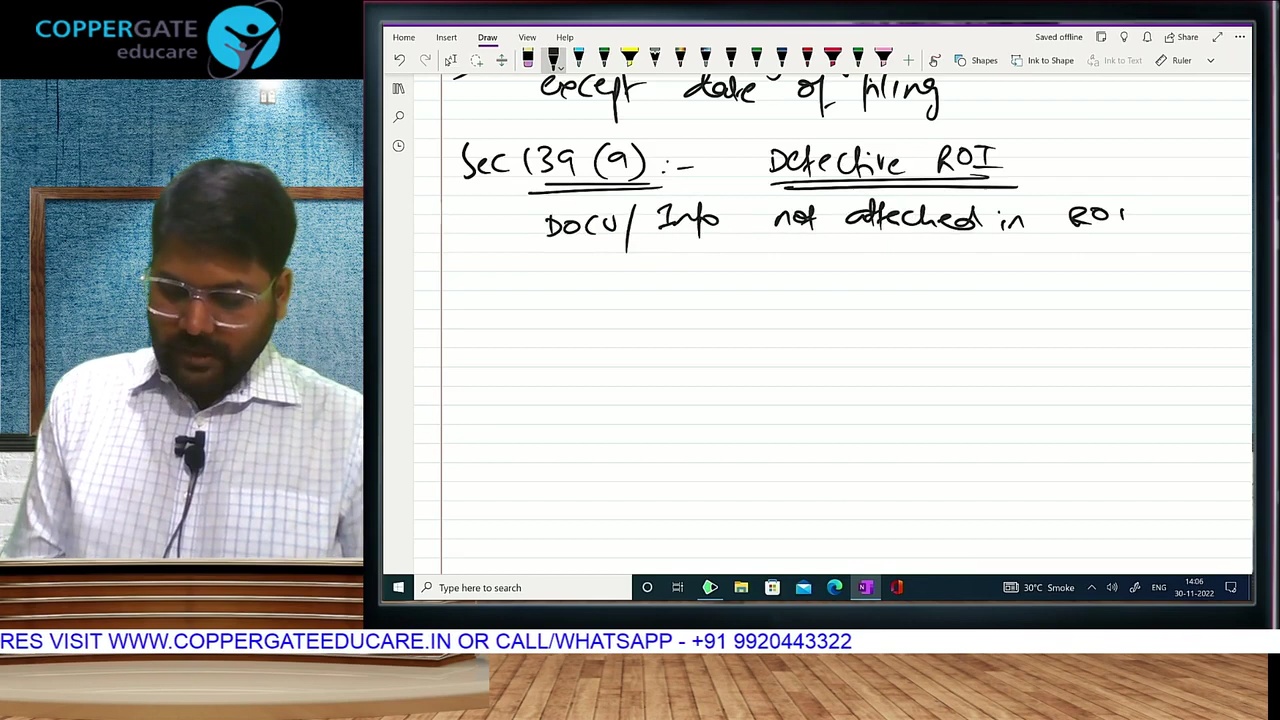 COPPERGATE
educare
Home Insert Draw View Help
Saved offline Share
Shapes Ink to Shape Ink to Text Ruler
except date of filing
Sec 139 (9) :- Defective ROI
DOCU/ Info not attached in ROI
Type here to search
30°C Smoke ENG 14:06
30-11-2022
RES VISIT WWW.COPPERGATEEDUCARE.IN OR CALL/WHATSAPP - +91 9920443322